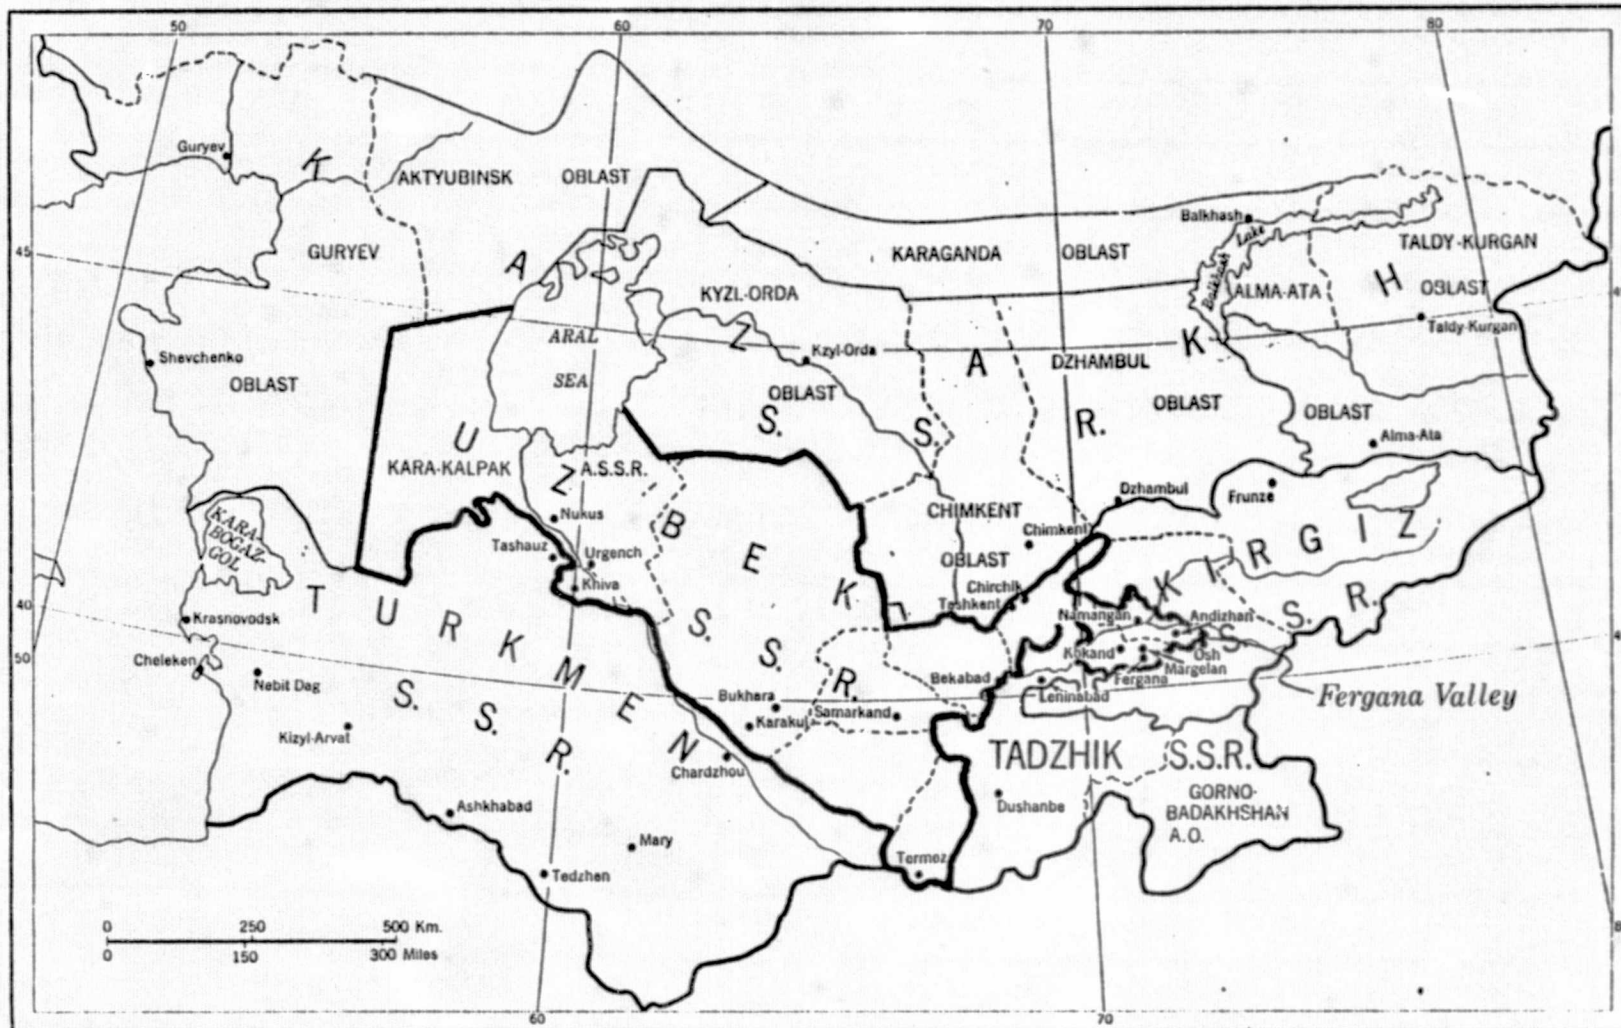 50 60 70 80
Guryev
K
AKTYUBINSK OBLAST
Balkhash
Lake
Balkhash
45
GURYEV
A
KARAGANDA OBLAST
TALDY-KURGAN
KYZL-ORDA
ALMA-ATA
H
OBLAST
Taldy-Kurgan
ARAL
SEA
Z
Kzyl-Orda
A
K
DZHAMBUL
Shevchenko
OBLAST
OBLAST
OBLAST
OBLAST
S.
S.
R.
Alma-Ata
U
KARA-KALPAK
Z
A.S.S.R.
Dzhambul
Frunze
KARA-
BOGAZ-
GOL
Nukus
B
CHIMKENT
Chimkent
K I R G I Z
Tashauz
Urgench
E
OBLAST
Khiva
K
Chirchik
Tashkent
40
Krasnovodsk
T U R K M E N
S.
S.
R.
Namangan
Andizhan
S.
S.
R.
Kokand
Osh
Margelan
Fergana
50
Cheleken
Nebit Dag
S.
S.
R.
Bukhara
Karakul
Samarkand
Bekabad
Leninabad
Fergana Valley
Kizyl-Arvat
Chardzhou
TADZHIK S.S.R.
GORNO-
BADAKHSHAN
A.O.
Dushanbe
Ashkhabad
Mary
Tedzhen
Termez
0 250 500 Km.
0 150 300 Miles
60 70